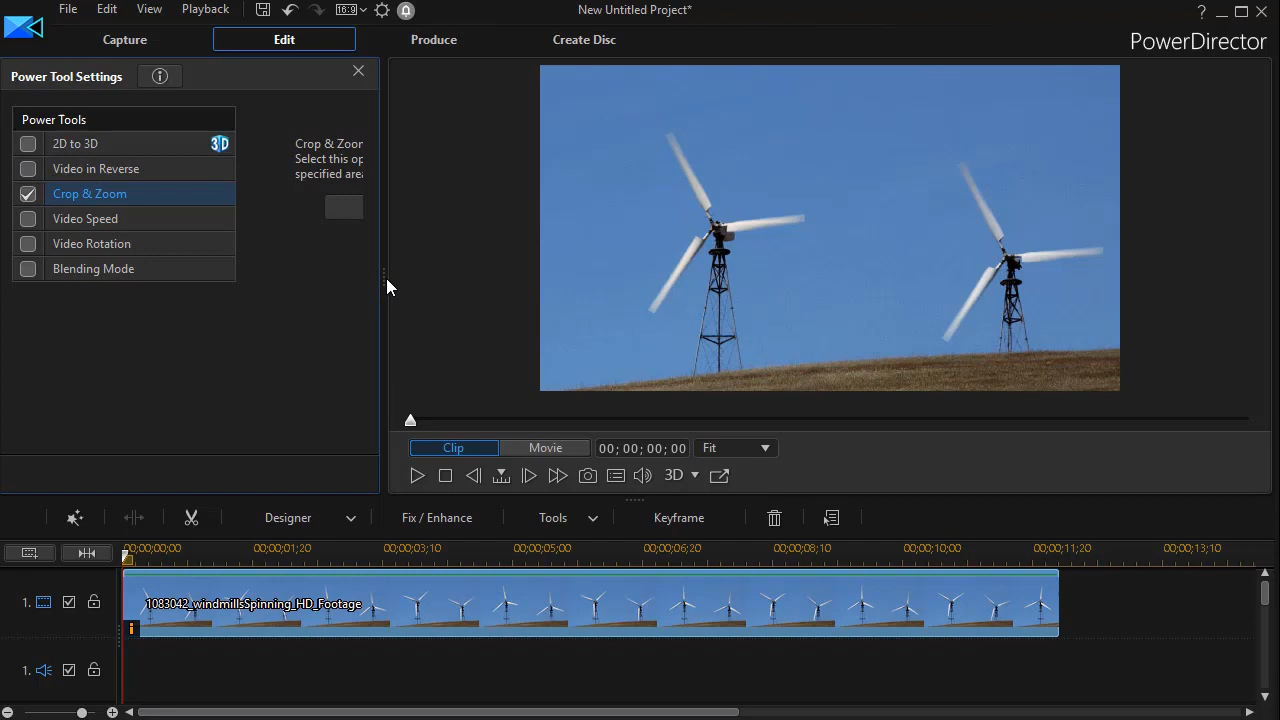 File Edit View Playback 16:9 New Untitled Project* ?
Capture Edit Produce Create Disc PowerDirector
Power Tool Settings
Power Tools
2D to 3D 3D
Video in Reverse
Crop & Zoom
Video Speed
Video Rotation
Blending Mode
Crop & Zoor
Select this op
specified area
Clip Movie 00; 00; 00; 00 Fit
3D
Designer Fix / Enhance Tools Keyframe
00;00;00;00 00;00;01;20 00;00;03;10 00;00;05;00 00;00;06;20 00;00;08;10 00;00;10;00 00;00;11;20 00;00;13;10
1. 1083042_windmillsSpinning_HD_Footage
i
1.